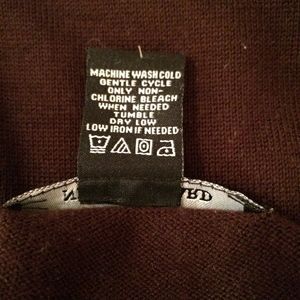 MACHINE WASH COLD
GENTLE CYCLE
ONLY NON-
CHLORINE BLEACH
WHEN NEEDED
TUMBLE
DRY LOW
LOW IRON IF NEEDED